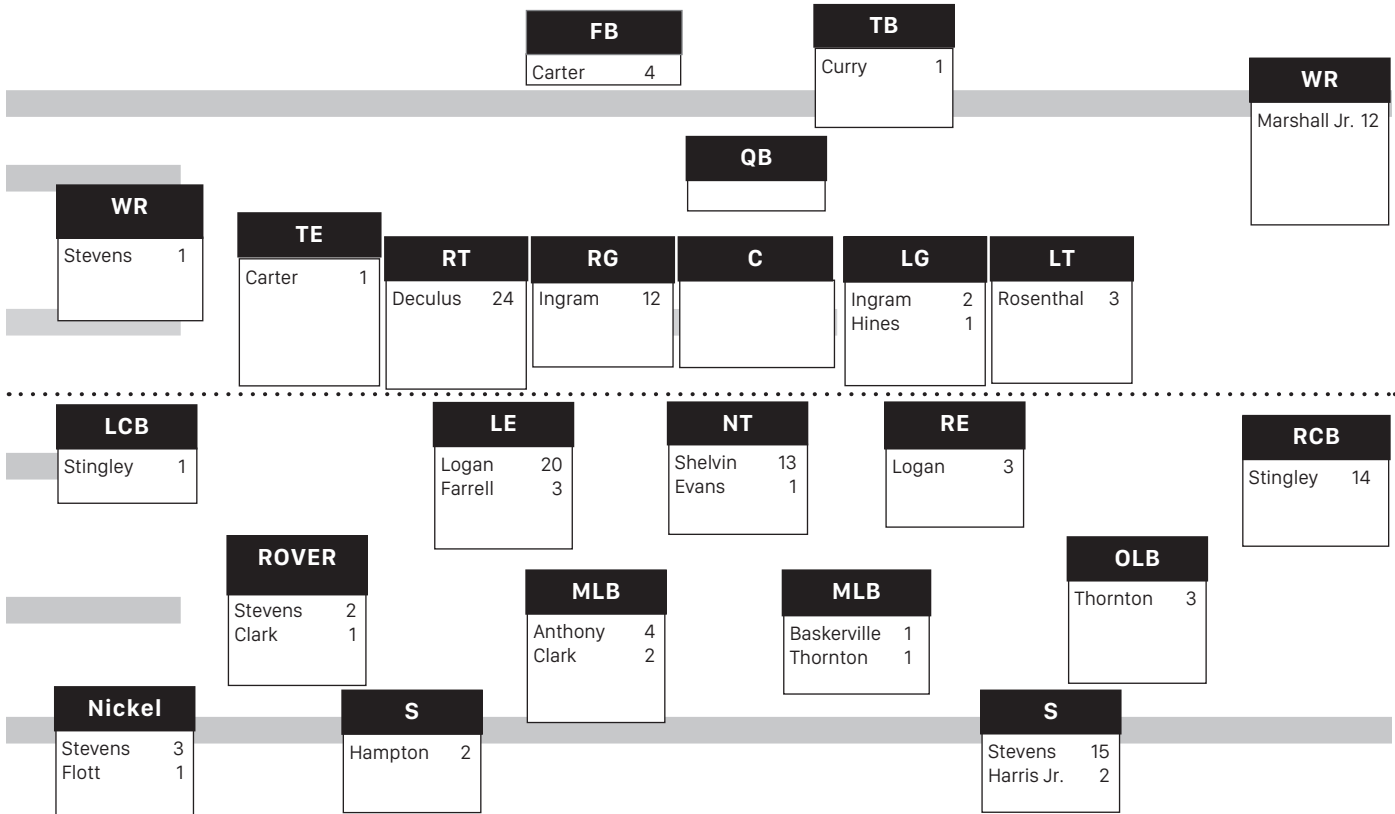 FB
Carter 4
TB
Curry 1
WR
Marshall Jr. 12
QB
WR
Stevens 1
TE
Carter 1
RT
Deculus 24
RG
Ingram 12
C
LG
Ingram 2
Hines 1
LT
Rosenthal 3
LCB
Stingley 1
LE
Logan 20
Farrell 3
NT
Shelvin 13
Evans 1
RE
Logan 3
RCB
Stingley 14
ROVER
Stevens 2
Clark 1
MLB
Anthony 4
Clark 2
MLB
Baskerville 1
Thornton 1
OLB
Thornton 3
Nickel
Stevens 3
Flott 1
S
Hampton 2
S
Stevens 15
Harris Jr. 2